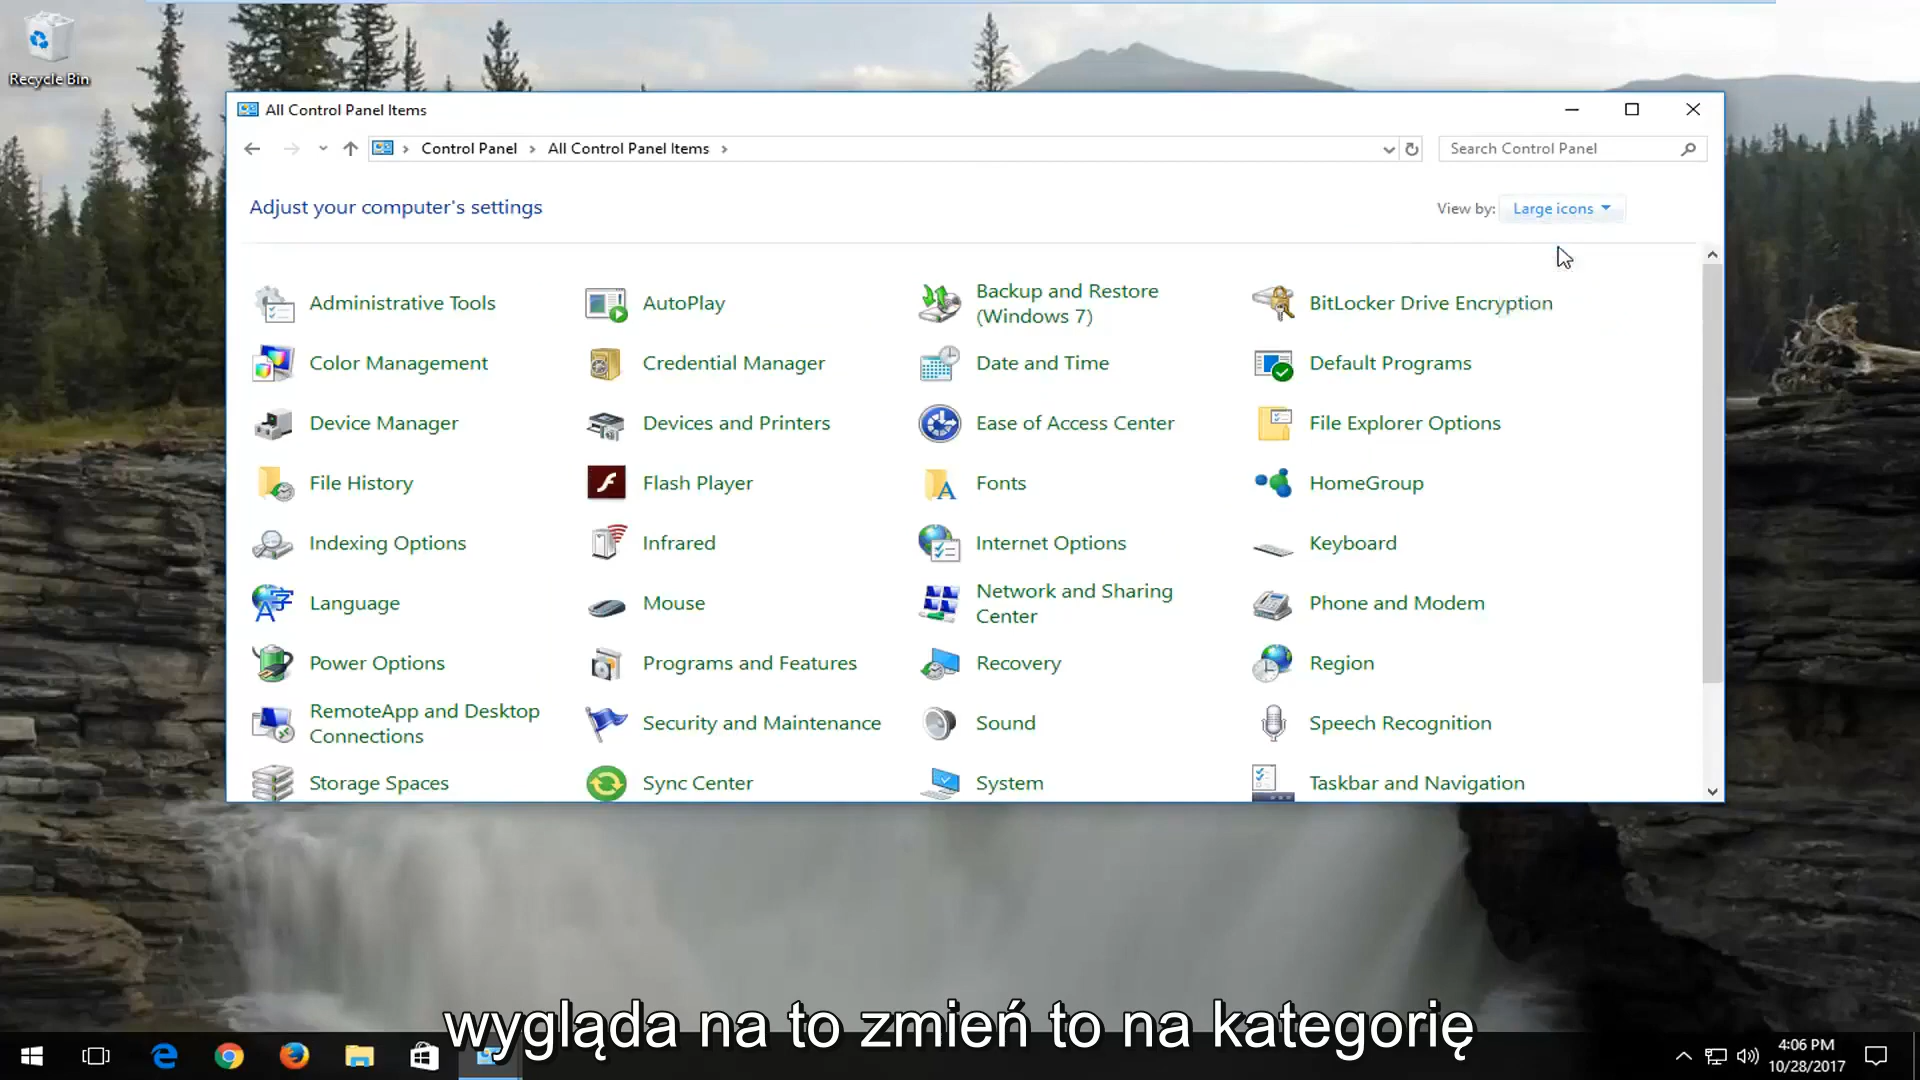 Recycle Bin
All Control Panel Items
Control Panel
All Control Panel Items
Search Control Panel
Adjust your computer's settings
View by:
Large icons
Administrative Tools
AutoPlay
Backup and Restore
(Windows 7)
BitLocker Drive Encryption
Color Management
Credential Manager
Date and Time
Default Programs
Device Manager
Devices and Printers
Ease of Access Center
File Explorer Options
File History
Flash Player
Fonts
HomeGroup
Indexing Options
Infrared
Internet Options
Keyboard
Language
Mouse
Network and Sharing
Center
Phone and Modem
Power Options
Programs and Features
Recovery
Region
RemoteApp and Desktop
Connections
Security and Maintenance
Sound
Speech Recognition
Storage Spaces
Sync Center
System
Taskbar and Navigation
wygląda na to zmień to na kategorię
4:06 PM
10/28/2017